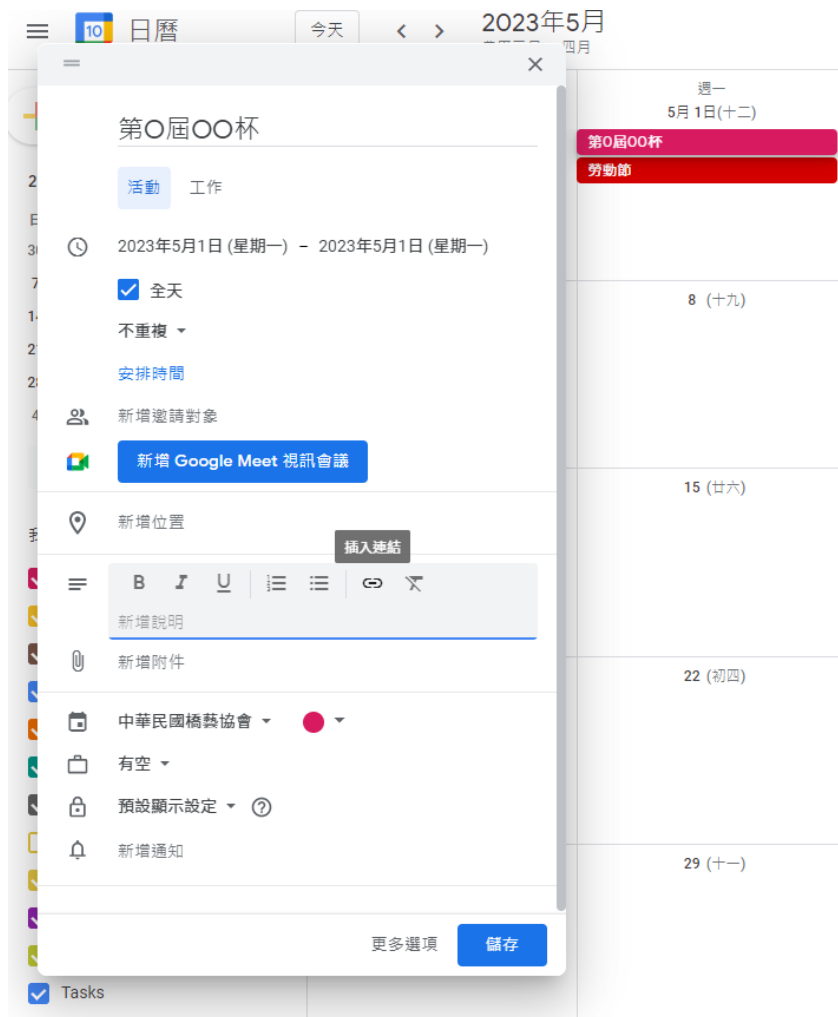 10 日曆 今天 2023年5月
四月
第O屆OO杯
活動 工作
2023年5月1日 (星期一) – 2023年5月1日 (星期一)
全天
不重複
安排時間
新增邀請對象
新增 Google Meet 視訊會議
新增位置
插入連結
B I U
新增說明
新增附件
中華民國橋藝協會
有空
預設顯示設定
新增通知
更多選項 儲存
Tasks
週一
5月 1日(十二)
第O屆OO杯
勞動節
8 (十九)
15 (廿六)
22 (初四)
29 (十一)